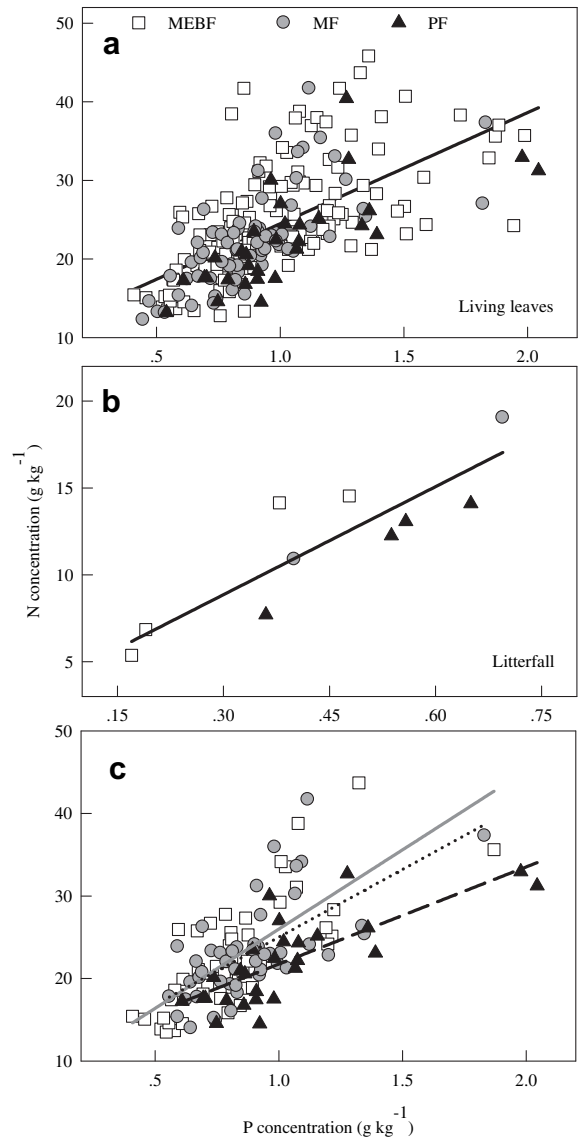 50
a
MEBF MF PF
40
30
20
Living leaves
10
.5 1.0 1.5 2.0
b
20
15
10
5
Litterfall
.15 .30 .45 .60 .75
N concentration (g kg-1)
50
c
40
30
20
10
.5 1.0 1.5 2.0
P concentration (g kg-1)